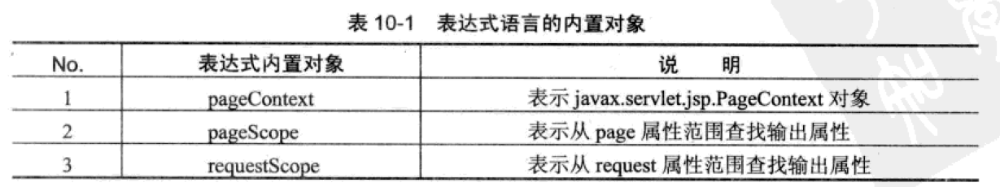 表 10-1 表达式语言的内置对象
No. 表达式内置对象 说 明
1 pageContext 表示 javax.servlet.jsp.PageContext 对象
2 pageScope 表示从 page 属性范围查找输出属性
3 requestScope 表示从 request 属性范围查找输出属性